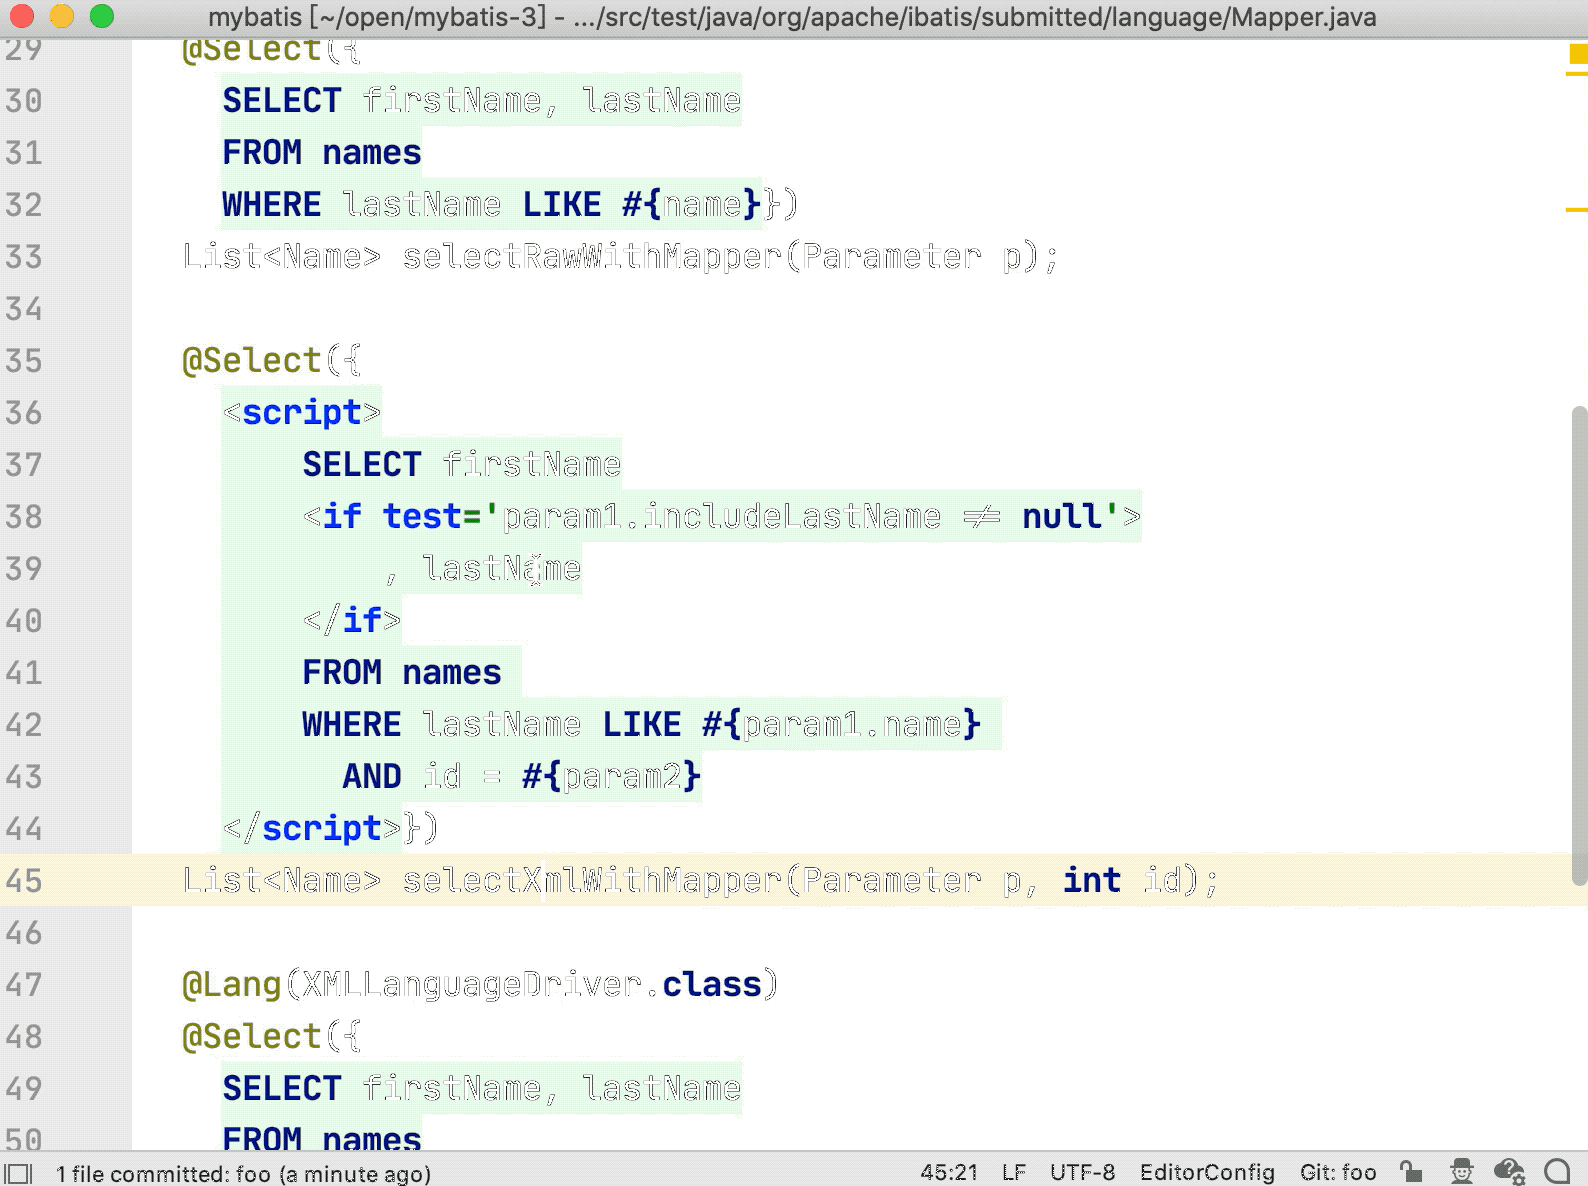 mybatis [~/open/mybatis-3] - .../src/test/java/org/apache/ibatis/submitted/language/Mapper.java
29 @Select({
30 SELECT firstName, lastName
31 FROM names
32 WHERE lastName LIKE #{name}})
33 List<Name> selectRawWithMapper(Parameter p);
34
35 @Select({
36 <script>
37 SELECT firstName
38 <if test='param1.includeLastName ≠ null'>
39 , lastName
40 </if>
41 FROM names
42 WHERE lastName LIKE #{param1.name}
43 AND id = #{param2}
44 </script>})
45 List<Name> selectXmlWithMapper(Parameter p, int id);
46
47 @Lang(XMLLanguageDriver.class)
48 @Select({
49 SELECT firstName, lastName
50 FROM names
1 file committed: foo (a minute ago) 45:21 LF UTF-8 EditorConfig Git: foo